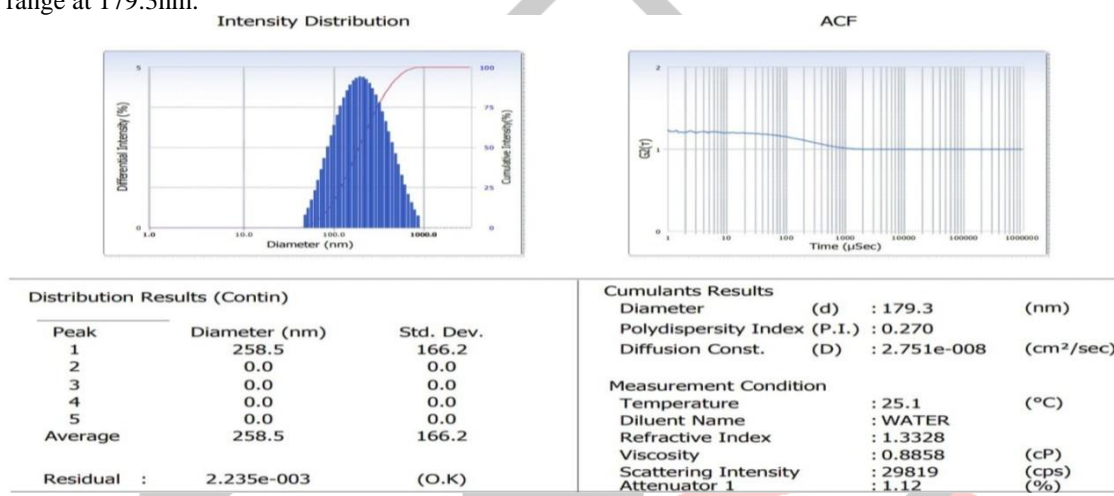 range at 179.3nm.
Intensity Distribution
5
0
Differential Intensity (%)
1.0 10.0 100.0 1000.0
Diameter (nm)
100
75
50
25
0
Cumulative Intensity(%)
ACF
2
1
0
G2(τ)
1 10 100 1000 10000 100000 1000000
Time (μSec)
Distribution Results (Contin)
Peak Diameter (nm) Std. Dev.
1 258.5 166.2
2 0.0 0.0
3 0.0 0.0
4 0.0 0.0
5 0.0 0.0
Average 258.5 166.2
Residual : 2.235e-003 (O.K)
Cumulants Results
Diameter (d) : 179.3 (nm)
Polydispersity Index (P.I.) : 0.270
Diffusion Const. (D) : 2.751e-008 (cm²/sec)
Measurement Condition
Temperature : 25.1 (°C)
Diluent Name : WATER
Refractive Index : 1.3328
Viscosity : 0.8858 (cP)
Scattering Intensity : 29819 (cps)
Attenuator 1 : 1.12 (%)